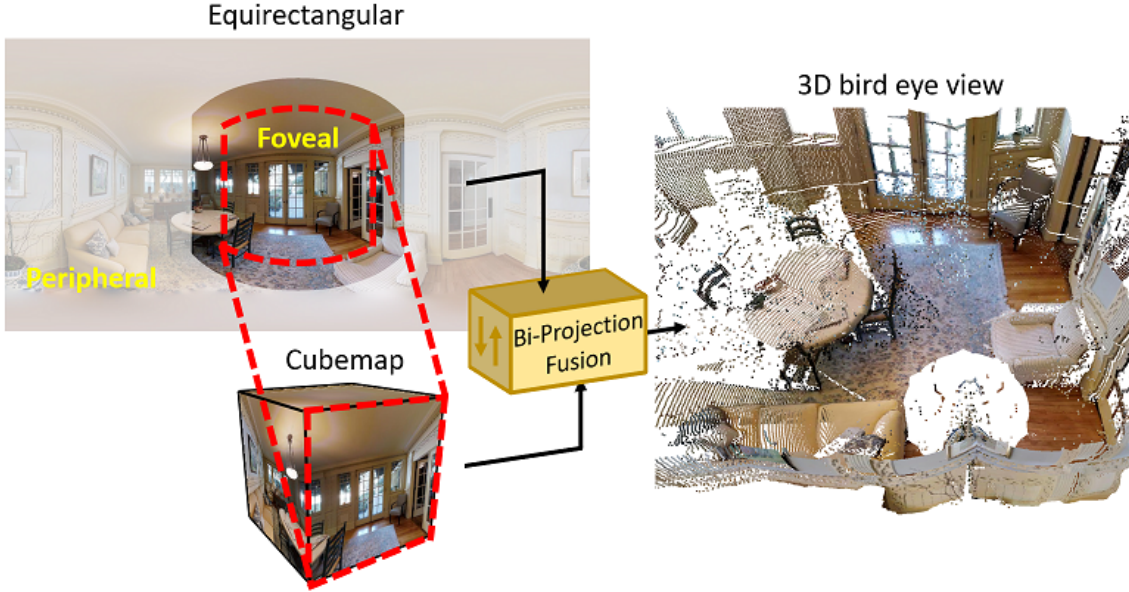 Equirectangular
3D bird eye view
Foveal
Peripheral
Bi-Projection
Fusion
Cubemap